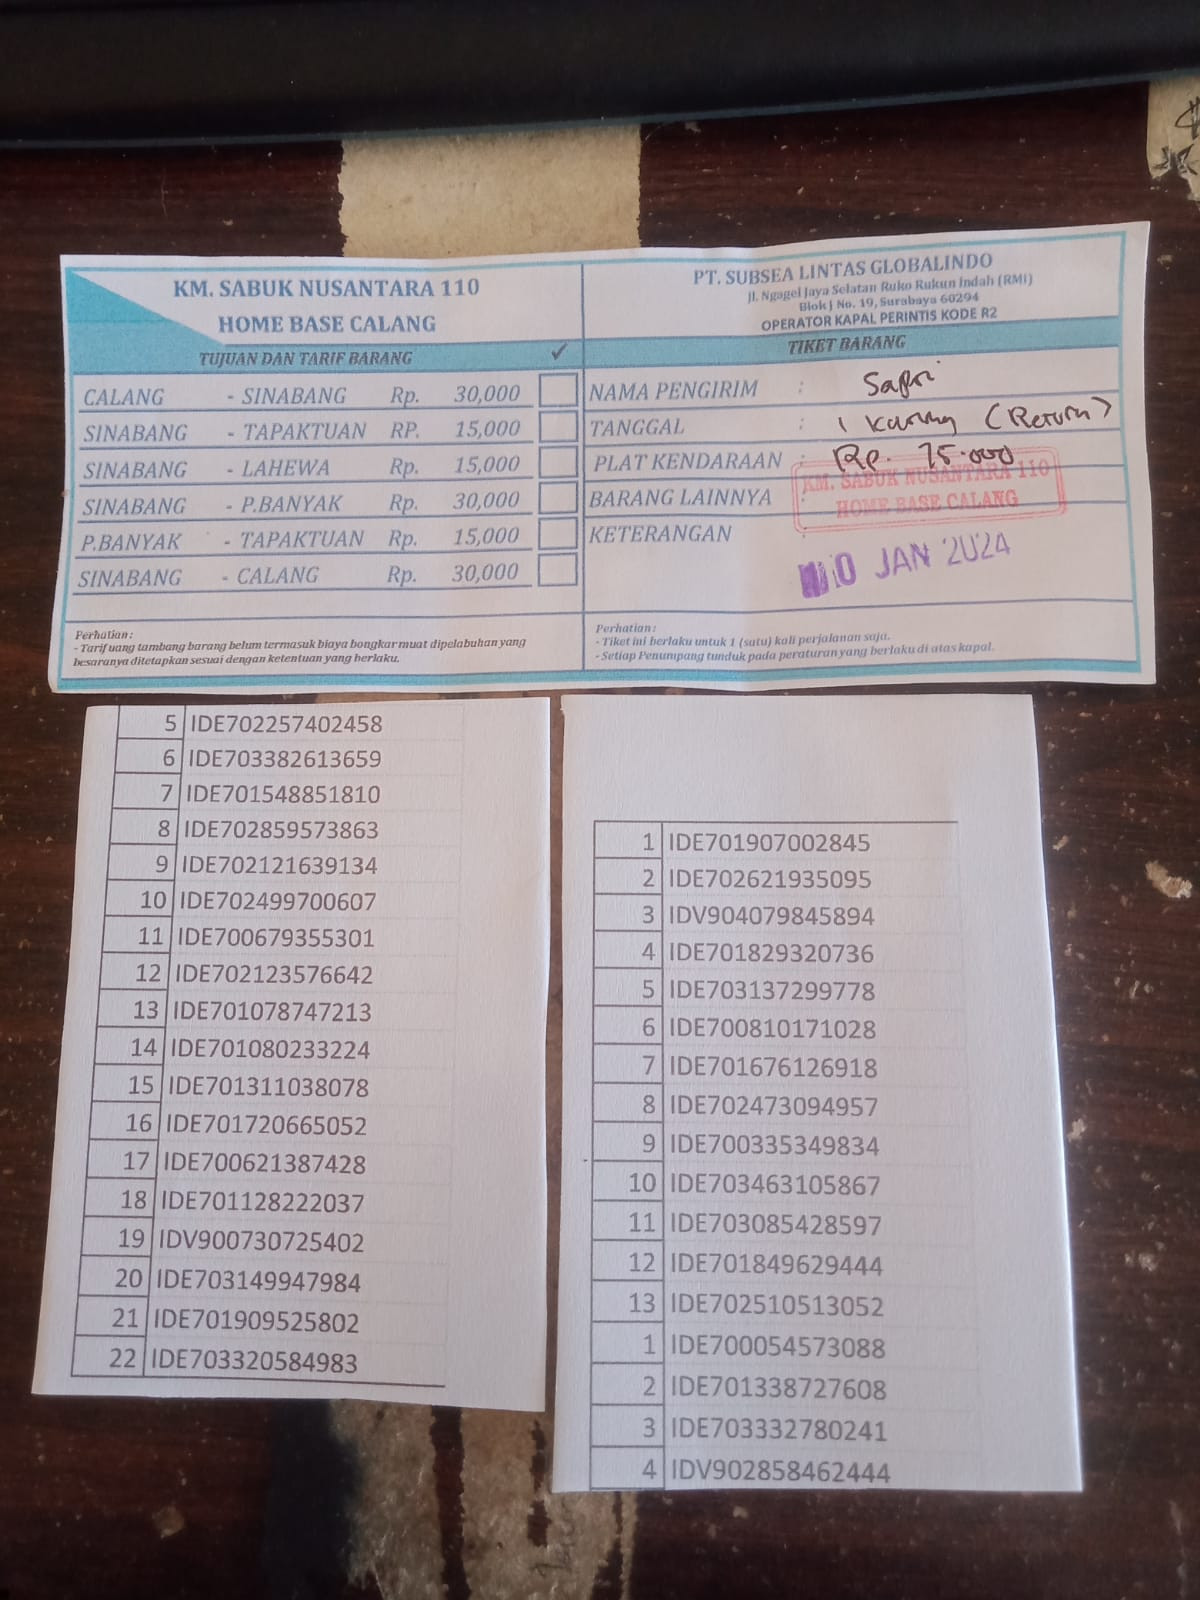 KM. SABUK NUSANTARA 110
HOME BASE CALANG
TUJUAN DAN TARIF BARANG ✓
CALANG - SINABANG Rp. 30,000
SINABANG - TAPAKTUAN RP. 15,000
SINABANG - LAHEWA Rp. 15,000
SINABANG - P.BANYAK Rp. 30,000
P.BANYAK - TAPAKTUAN Rp. 15,000
SINABANG - CALANG Rp. 30,000
Perhatian :
- Tarif uang tambang barang belum termasuk biaya bongkar muat dipelabuhan yang
besaranya ditetapkan sesuai dengan ketentuan yang berlaku.
PT. SUBSEA LINTAS GLOBALINDO
Jl. Ngagel Jaya Selatan Ruko Rukun Indah (RMI)
Blok J No. 19, Surabaya 60294
OPERATOR KAPAL PERINTIS KODE R2
TIKET BARANG
NAMA PENGIRIM : Sapri
TANGGAL : 1 Karung (Return)
PLAT KENDARAAN : Rp. 75.000
BARANG LAINNYA :
KETERANGAN
KM. SABUK NUSANTARA 110
HOME BASE CALANG
10 JAN 2024
Perhatian :
- Tiket ini berlaku untuk 1 (satu) kali perjalanan saja.
- Setiap Penumpang tunduk pada peraturan yang berlaku di atas kapal.
5 IDE702257402458
6 IDE703382613659
7 IDE701548851810
8 IDE702859573863
9 IDE702121639134
10 IDE702499700607
11 IDE700679355301
12 IDE702123576642
13 IDE701078747213
14 IDE701080233224
15 IDE701311038078
16 IDE701720665052
17 IDE700621387428
18 IDE701128222037
19 IDV900730725402
20 IDE703149947984
21 IDE701909525802
22 IDE703320584983
1 IDE701907002845
2 IDE702621935095
3 IDV904079845894
4 IDE701829320736
5 IDE703137299778
6 IDE700810171028
7 IDE701676126918
8 IDE702473094957
9 IDE700335349834
10 IDE703463105867
11 IDE703085428597
12 IDE701849629444
13 IDE702510513052
1 IDE700054573088
2 IDE701338727608
3 IDE703332780241
4 IDV902858462444